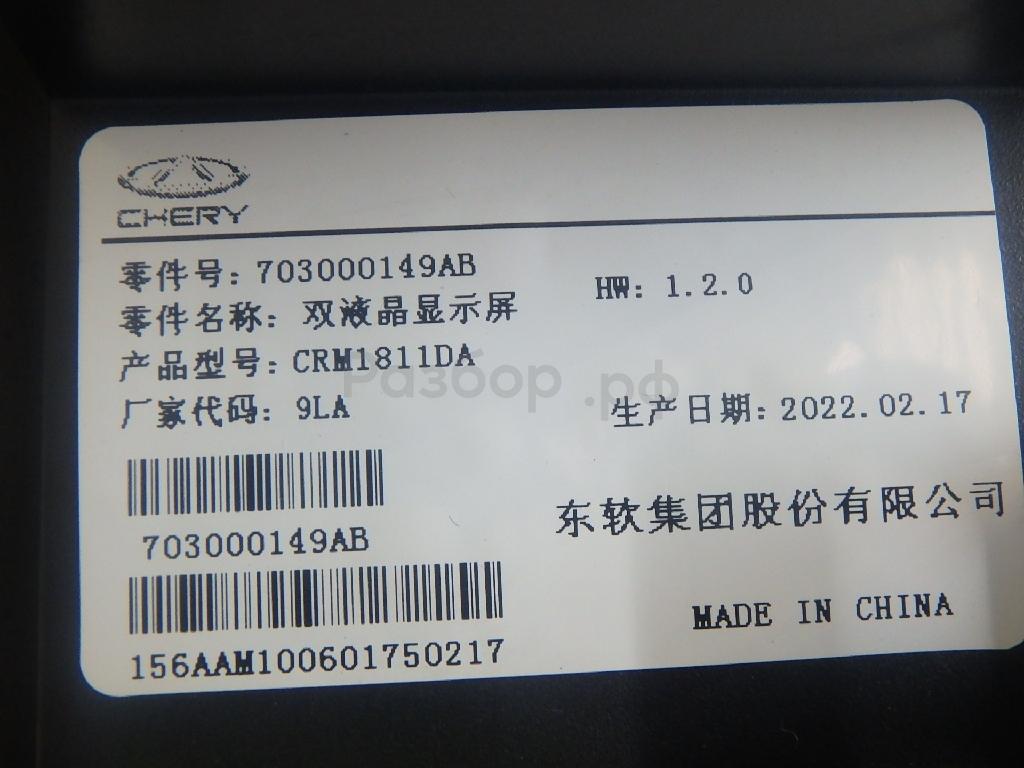 CHERY
零件号: 703000149AB
HW: 1.2.0
零件名称: 双液晶显示屏
产品型号: CRM1811DA
Разбор.рф
厂家代码: 9LA
生产日期: 2022.02.17
703000149AB
东软集团股份有限公司
156AAM100601750217
MADE IN CHINA